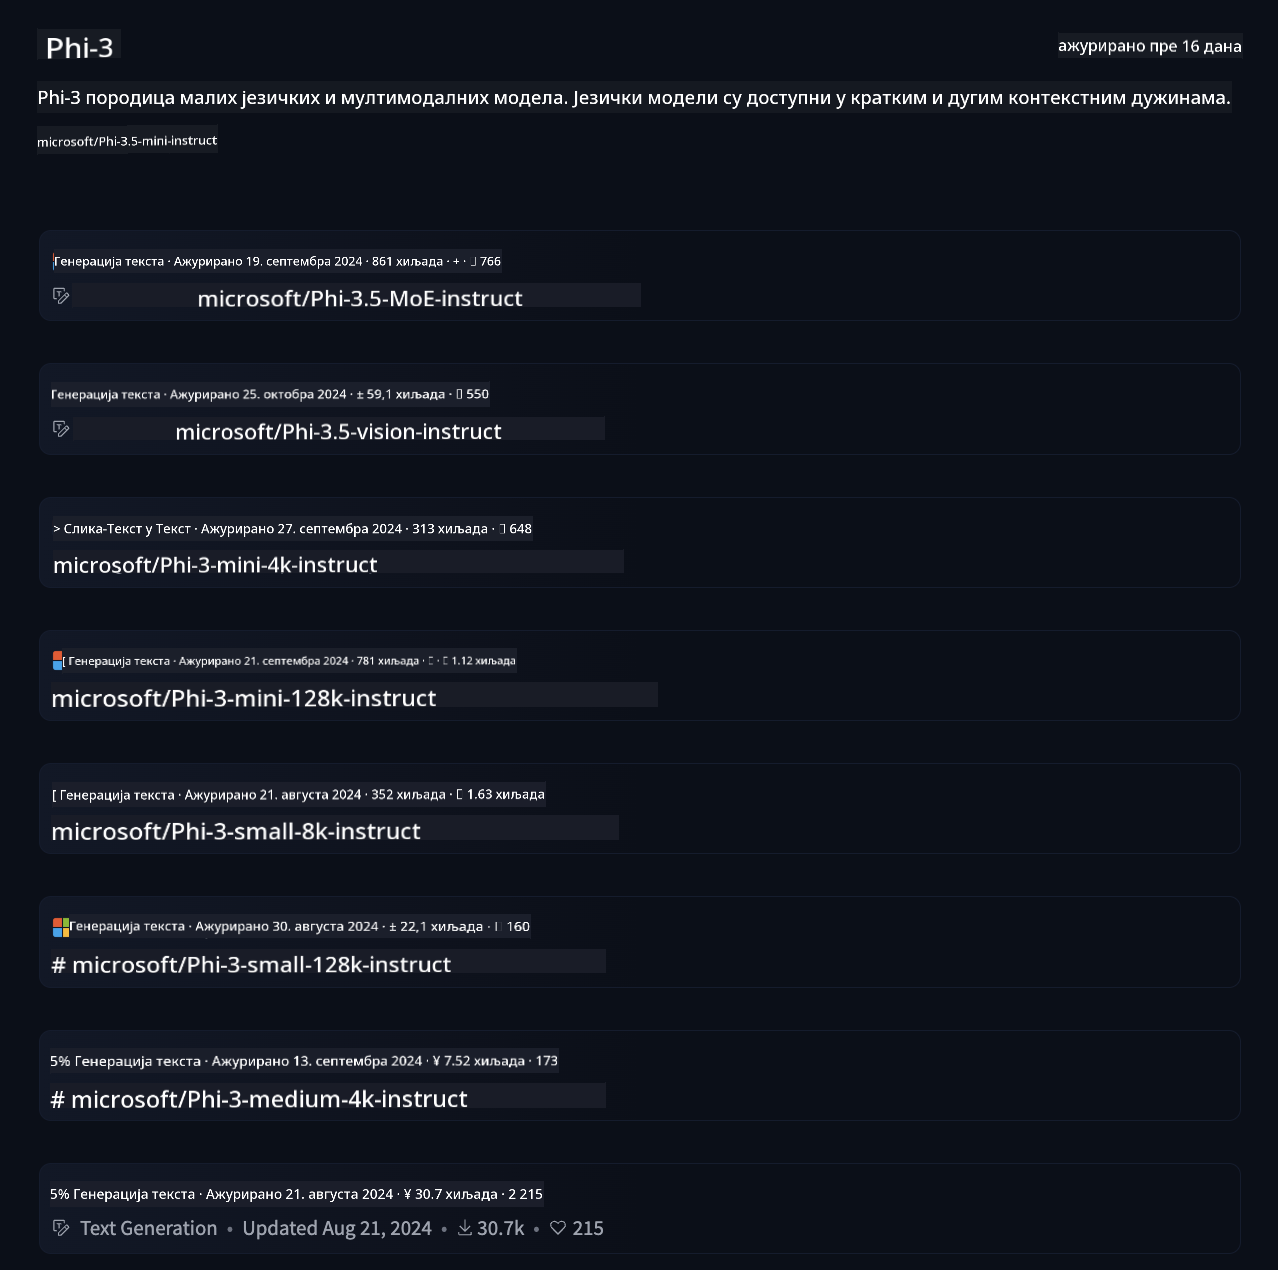 Phi-3
ажурирано пре 16 дана
Phi-3 породица малих језичких и мултимодалних модела. Језички модели су доступни у кратким и дугим контекстним дужинама.
microsoft/Phi-3.5-mini-instruct
Генерација текста · Ажурирано 19. септембра 2024 · 861 хиљада · + · 766
microsoft/Phi-3.5-MoE-instruct
Генерација текста · Ажурирано 25. октобра 2024 · ± 59,1 хиљада · 550
microsoft/Phi-3.5-vision-instruct
> Слика-Текст у Текст · Ажурирано 27. септембра 2024 · 313 хиљада · 648
microsoft/Phi-3-mini-4k-instruct
[ Генерација текста · Ажурирано 21. септембра 2024 · 781 хиљада · · 1.12 хиљада
microsoft/Phi-3-mini-128k-instruct
[ Генерација текста · Ажурирано 21. августа 2024 · 352 хиљада · 1.63 хиљада
microsoft/Phi-3-small-8k-instruct
Генерација текста · Ажурирано 30. августа 2024 · ± 22,1 хиљада · 160
# microsoft/Phi-3-small-128k-instruct
5% Генерација текста · Ажурирано 13. септембра 2024 · ¥ 7.52 хиљада · 173
# microsoft/Phi-3-medium-4k-instruct
5% Генерација текста · Ажурирано 21. августа 2024 · ¥ 30.7 хиљада · 2 215
Text Generation • Updated Aug 21, 2024 • 30.7k • 215